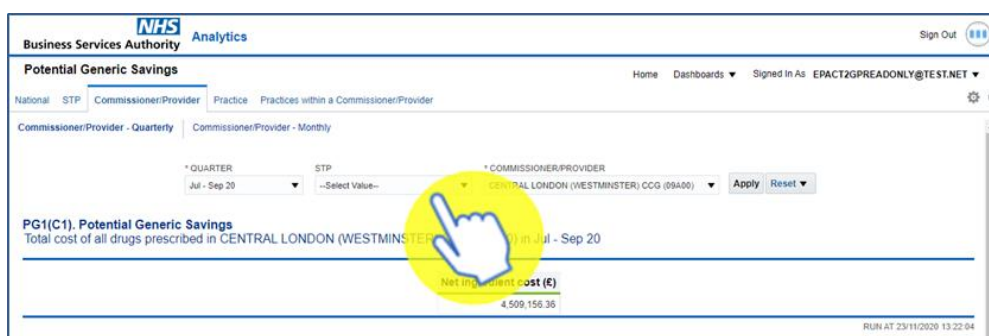 NHS
Business Services Authority Analytics Sign Out
Potential Generic Savings Home Dashboards ▼ Signed In As EPACT2GPREADONLY@TEST.NET ▼
National STP Commissioner/Provider Practice Practices within a Commissioner/Provider
Commissioner/Provider - Quarterly Commissioner/Provider - Monthly
* QUARTER STP * COMMISSIONER/PROVIDER
Jul - Sep 20 ▼ --Select Value-- ▼ CENTRAL LONDON (WESTMINSTER) CCG (09A00) ▼ Apply Reset ▼
PG1(C1). Potential Generic Savings
Total cost of all drugs prescribed in CENTRAL LONDON (WESTMINSTER 0) in Jul - Sep 20
Net ingredient cost (£)
4,509,156.36
RUN AT 23/11/2020 13:22:04